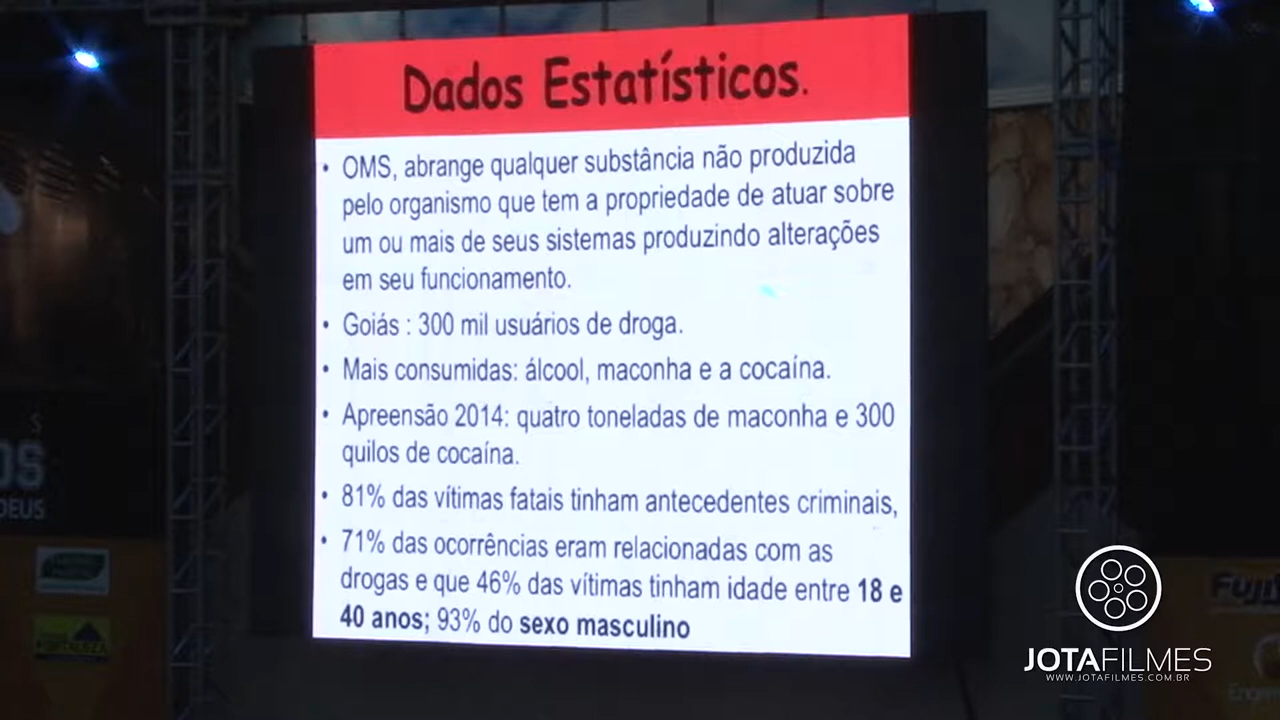 Dados Estatísticos.
• OMS, abrange qualquer substância não produzida
pelo organismo que tem a propriedade de atuar sobre
um ou mais de seus sistemas produzindo alterações
em seu funcionamento.
• Goiás : 300 mil usuários de droga.
• Mais consumidas: álcool, maconha e a cocaína.
• Apreensão 2014: quatro toneladas de maconha e 300
quilos de cocaína.
• 81% das vítimas fatais tinham antecedentes criminais,
• 71% das ocorrências eram relacionadas com as
drogas e que 46% das vítimas tinham idade entre 18 e
40 anos; 93% do sexo masculino
OS
DEUS
JOTAFILMES
WWW.JOTAFILMES.COM.BR